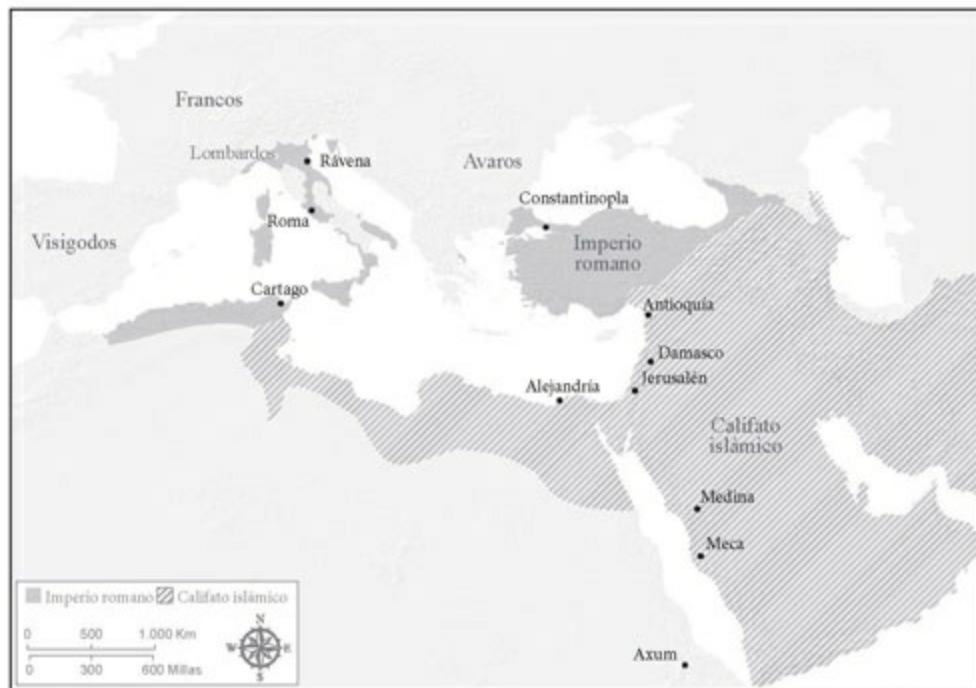 Francos
Lombardos
Rávena
Avaros
Constantinopla
Roma
Visigodos
Imperio
romano
Cartago
Antioquía
Damasco
Jerusalén
Alejandría
Califato
islámico
Medina
Meca
Imperio romano Califato islámico
0 500 1.000 Km
0 300 600 Millas
N
W E
S
Axum